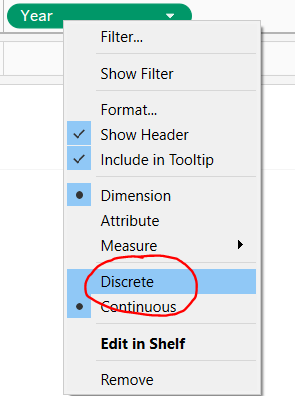 Year
Filter...
Show Filter
Format...
Show Header
Include in Tooltip
Dimension
Attribute
Measure
Discrete
Continuous
Edit in Shelf
Remove